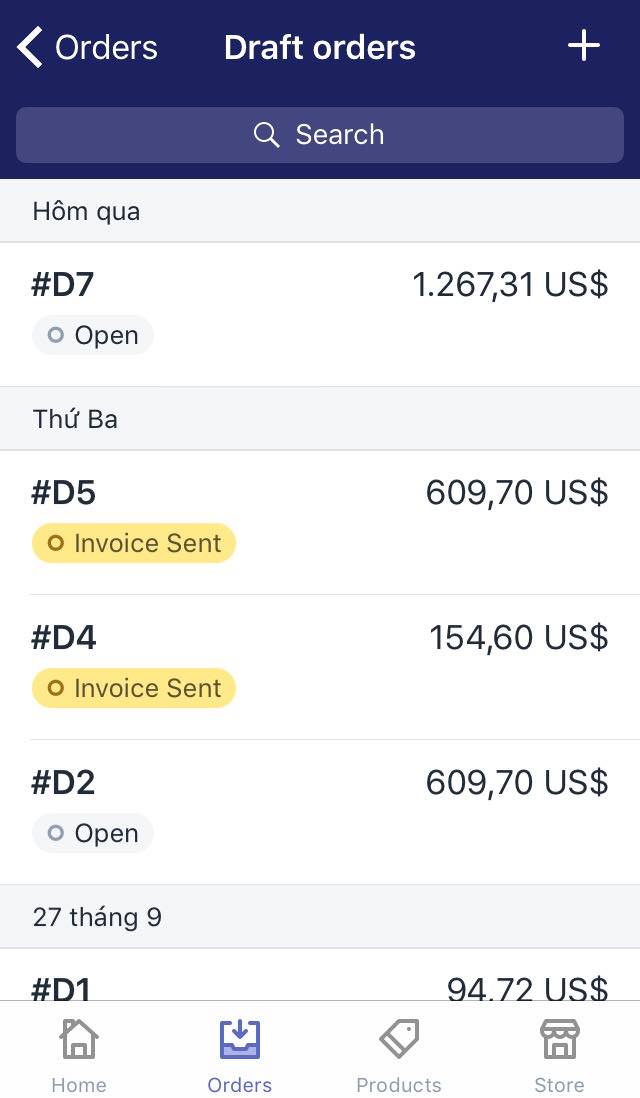 Orders
Draft orders
Search
Hôm qua
#D7 1.267,31 US$
Open
Thứ Ba
#D5 609,70 US$
Invoice Sent
#D4 154,60 US$
Invoice Sent
#D2 609,70 US$
Open
27 tháng 9
#D1 94,72 US$
Home Orders Products Store